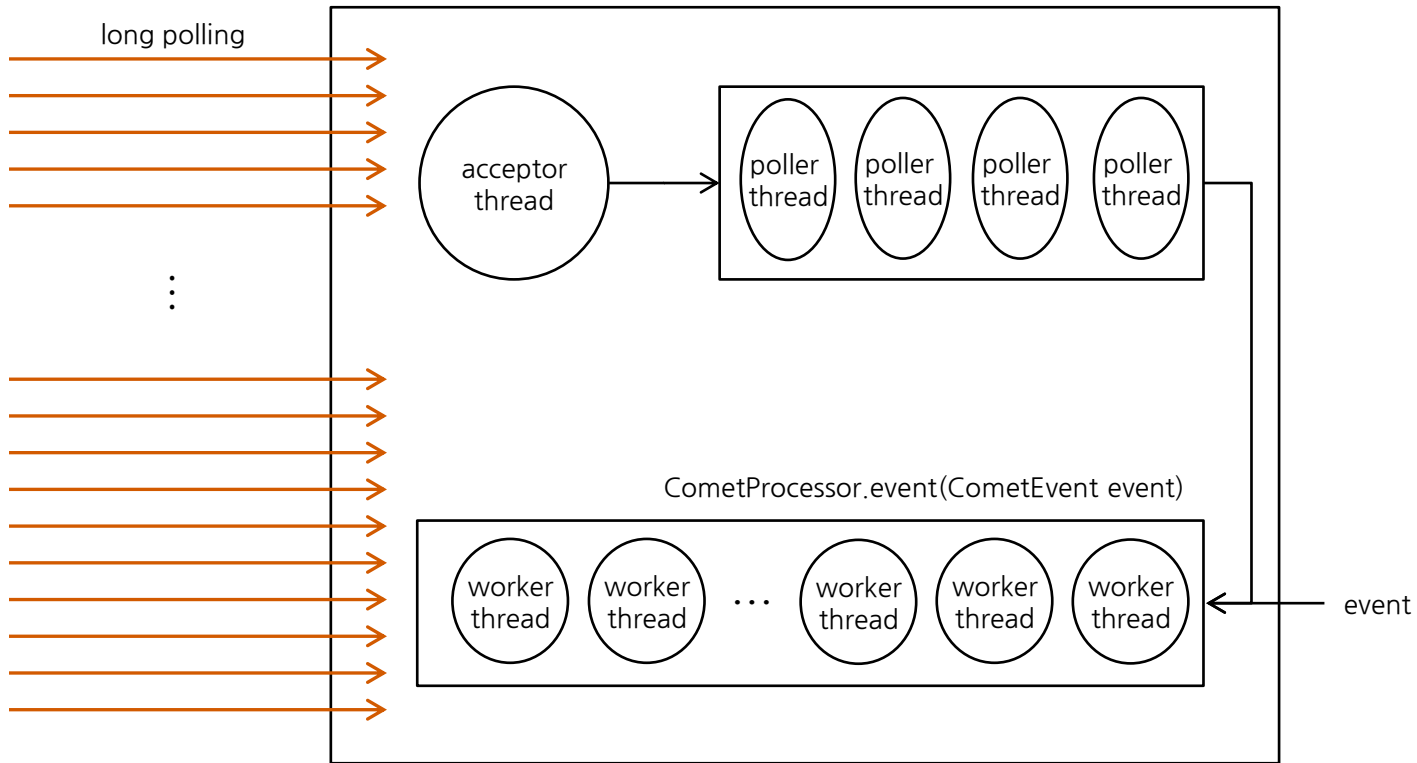 long polling
acceptor
thread
poller
thread
poller
thread
poller
thread
poller
thread
CometProcessor.event(CometEvent event)
worker
thread
worker
thread
...
worker
thread
worker
thread
worker
thread
event